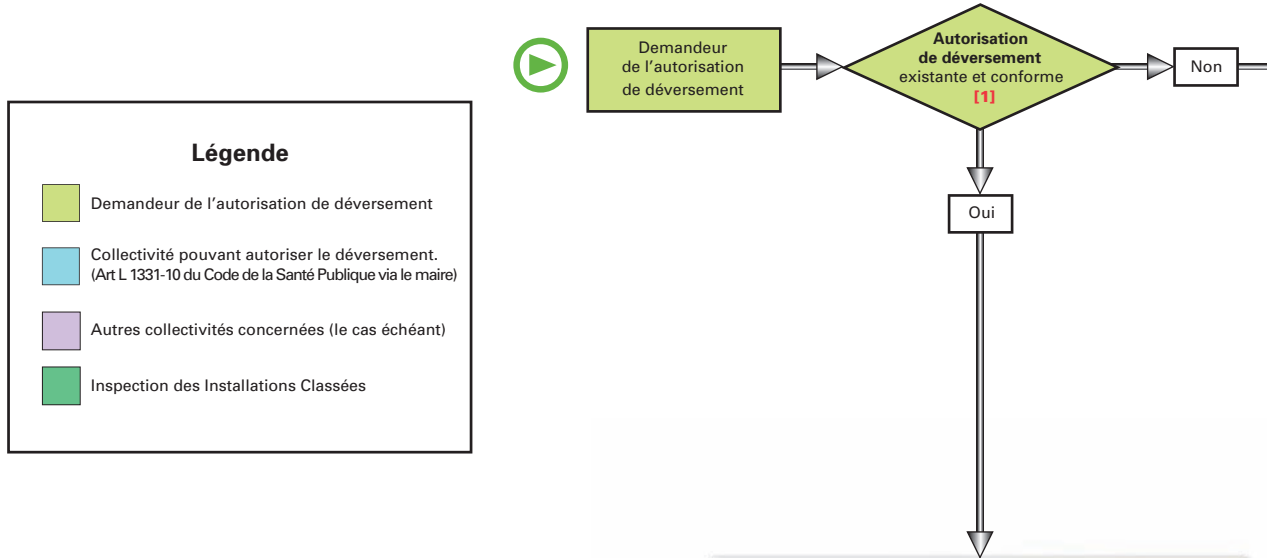 Demandeur
de l'autorisation
de déversement
Autorisation
de déversement
existante et conforme
[1]
Non
Oui
Légende
Demandeur de l'autorisation de déversement
Collectivité pouvant autoriser le déversement.
(Art L 1331-10 du Code de la Santé Publique via le maire)
Autres collectivités concernées (le cas échéant)
Inspection des Installations Classées